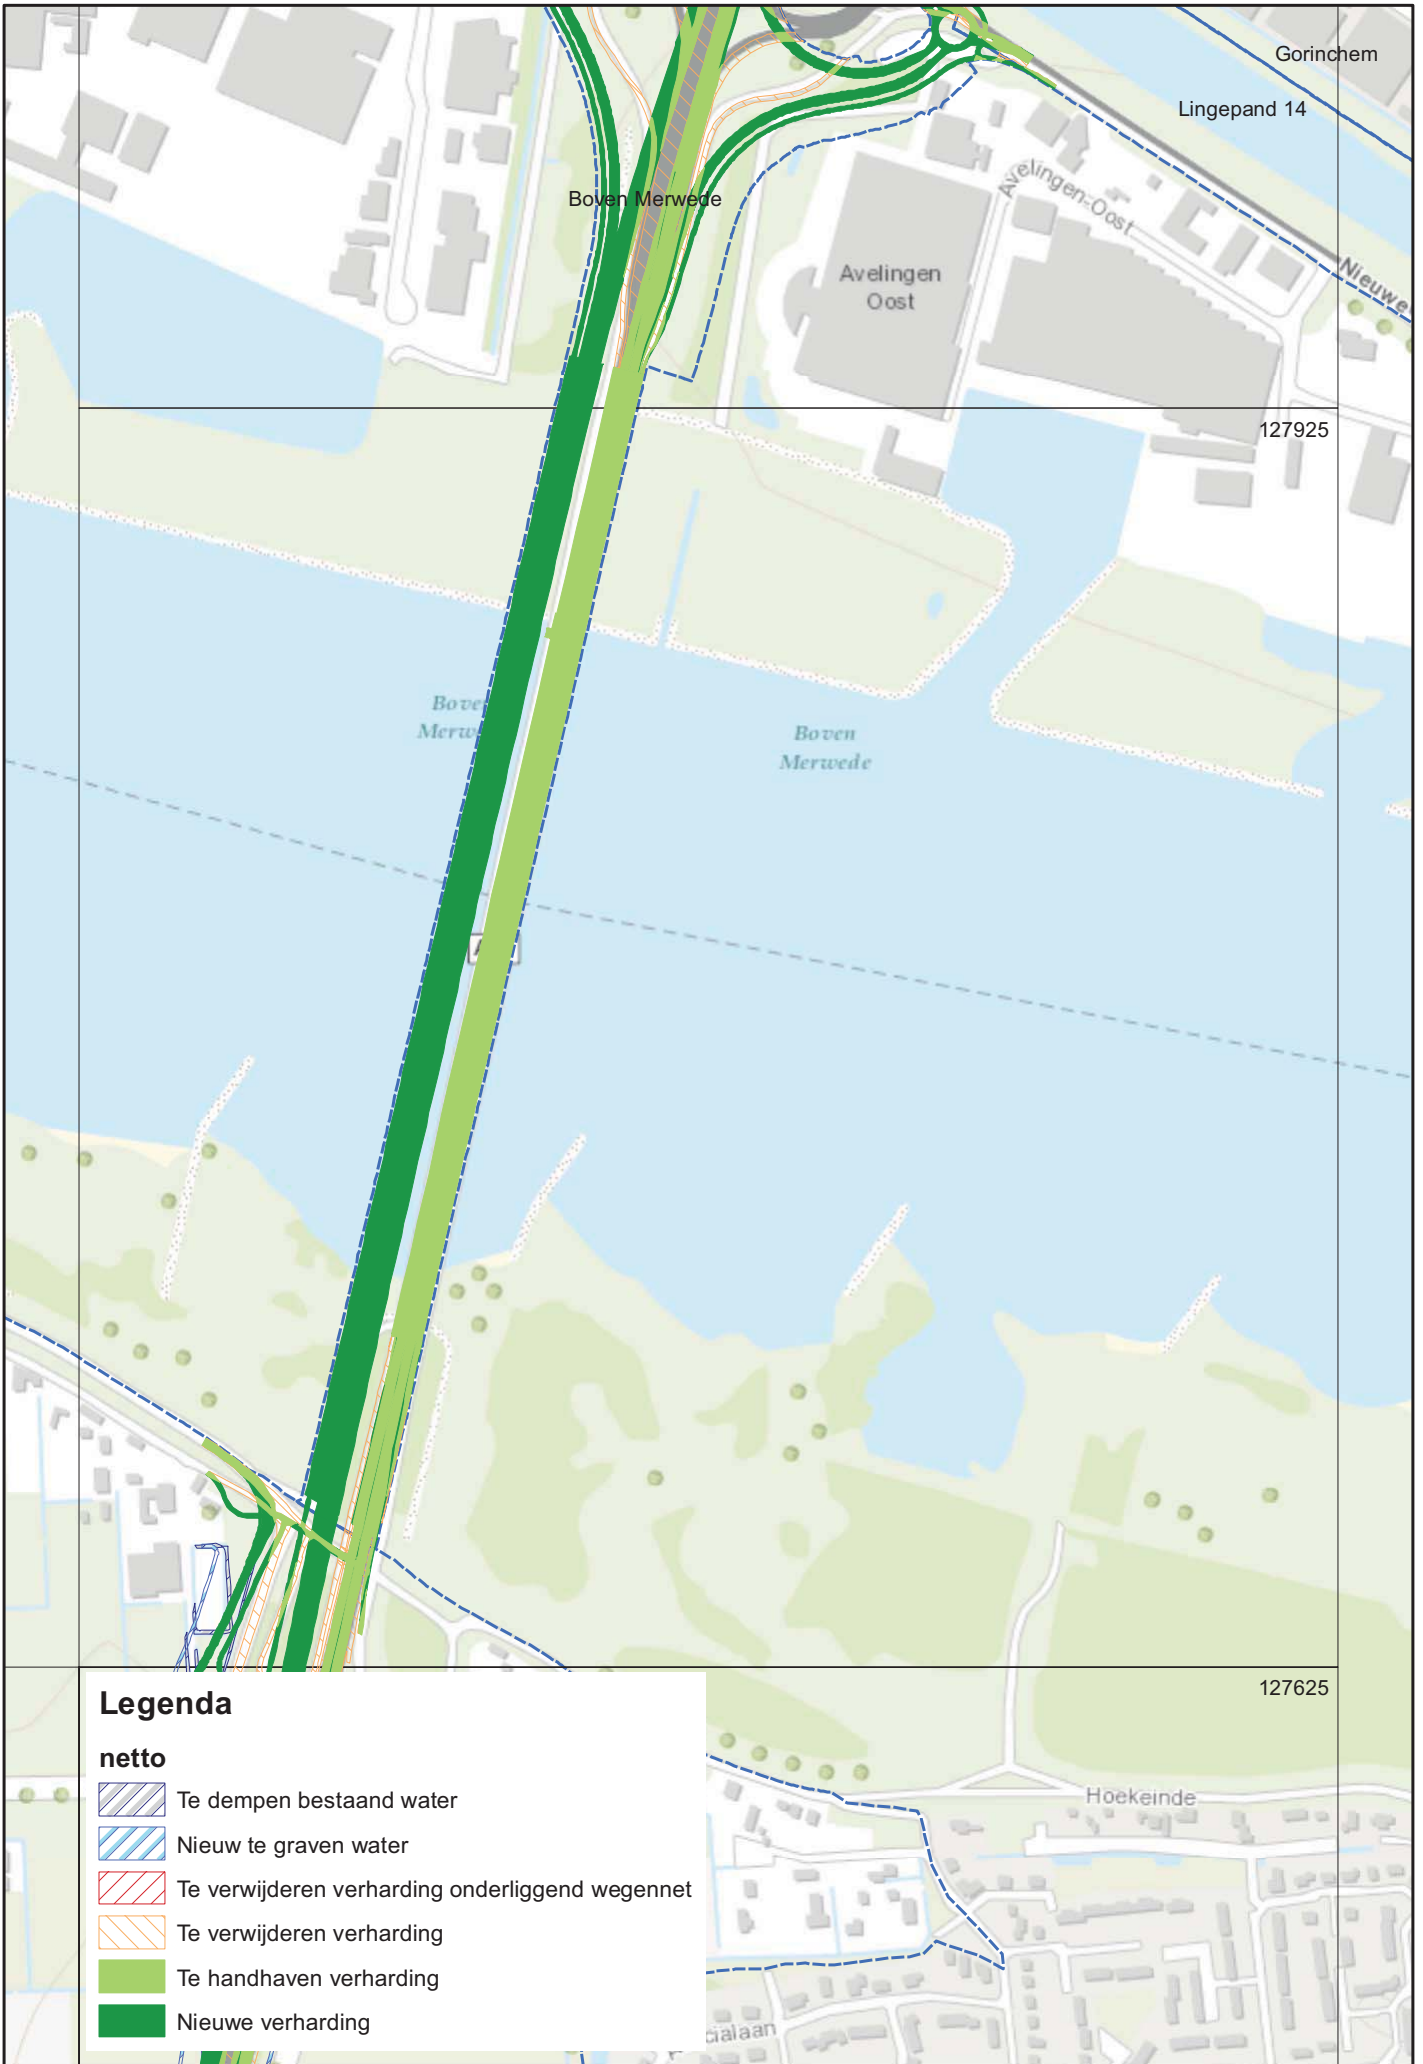 Gorinchem
Lingepand 14
Avelingen-Oost
Boven Merwede
Nieuwe
Avelingen
Oost
127925
Boven
Merwede
127625
Legenda
netto
Te dempen bestaand water
Nieuw te graven water
Te verwijderen verharding onderliggend wegennet
Te verwijderen verharding
Te handhaven verharding
Nieuwe verharding
Hoekeinde